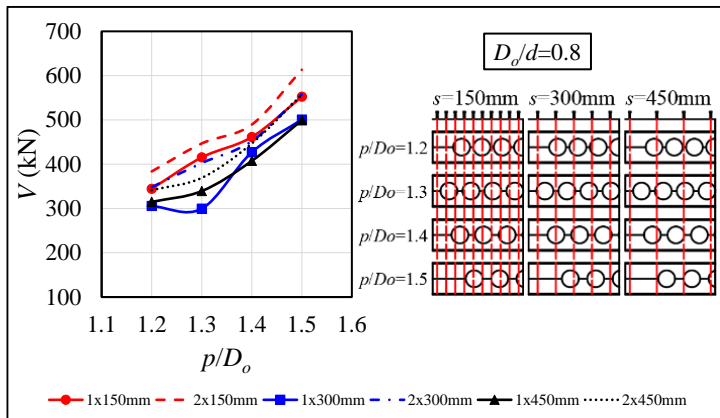 700
600
500
400
300
200
100
V (kN)
1.1 1.2 1.3 1.4 1.5 1.6
p/Dₒ
Dₒ/d=0.8
s=150mm s=300mm s=450mm
p/Do=1.2
p/Do=1.3
p/Do=1.4
p/Do=1.5
1x150mm 2x150mm 1x300mm 2x300mm 1x450mm 2x450mm